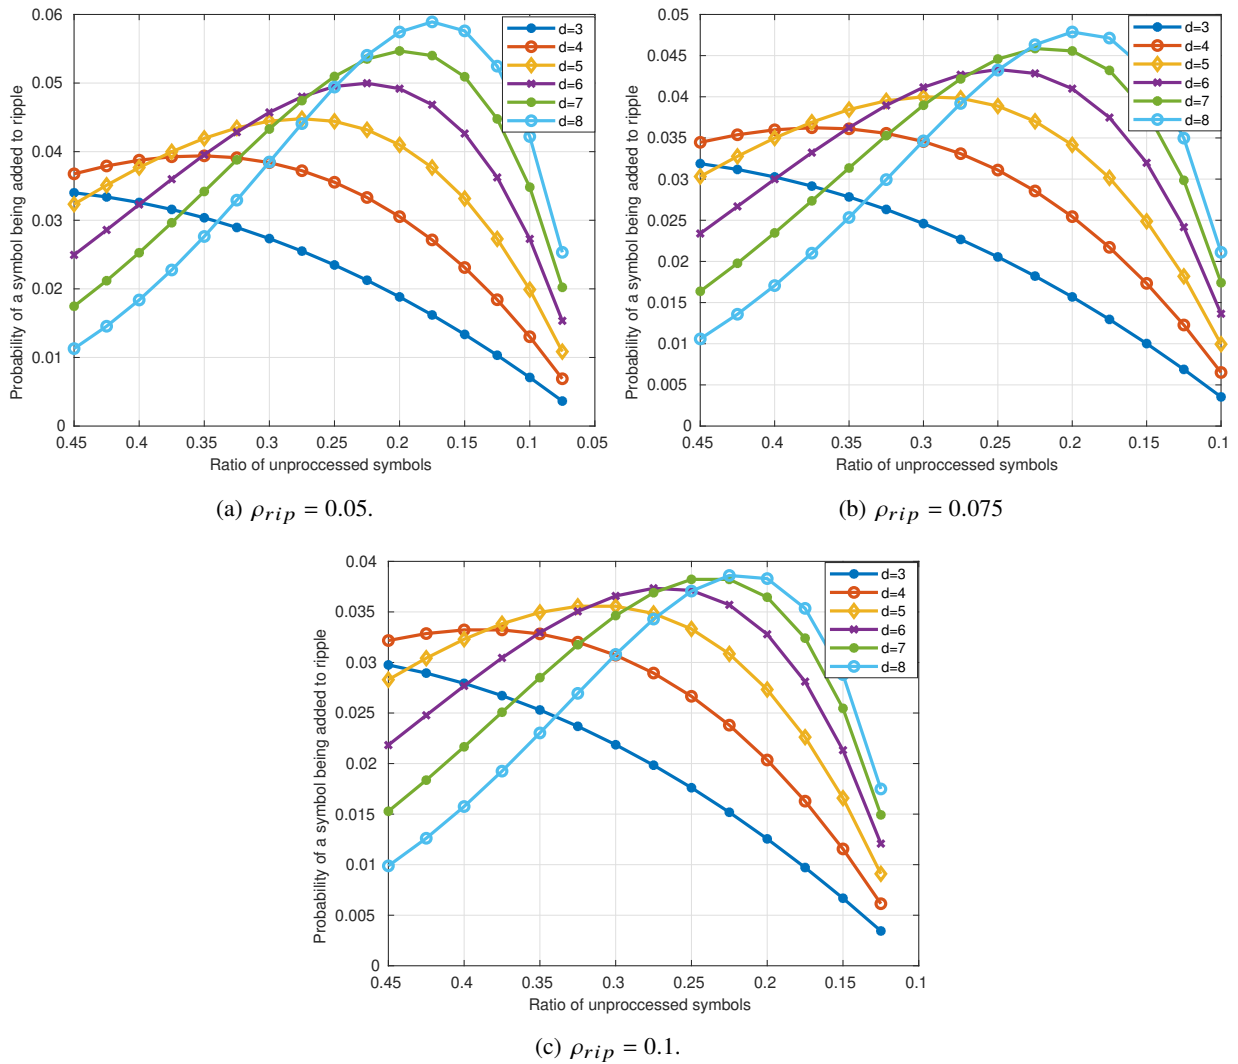 0.06
0.05
0.04
0.03
0.02
0.01
0
0.45 0.4 0.35 0.3 0.25 0.2 0.15 0.1 0.05
Probability of a symbol being added to ripple
Ratio of unproccessed symbols
d=3
d=4
d=5
d=6
d=7
d=8
(a) ρ_rip = 0.05.
0.05
0.045
0.04
0.035
0.03
0.025
0.02
0.015
0.01
0.005
0
0.45 0.4 0.35 0.3 0.25 0.2 0.15 0.1
Probability of a symbol being added to ripple
Ratio of unproccessed symbols
d=3
d=4
d=5
d=6
d=7
d=8
(b) ρ_rip = 0.075
0.04
0.035
0.03
0.025
0.02
0.015
0.01
0.005
0
0.45 0.4 0.35 0.3 0.25 0.2 0.15 0.1
Probability of a symbol being added to ripple
Ratio of unproccessed symbols
d=3
d=4
d=5
d=6
d=7
d=8
(c) ρ_rip = 0.1.